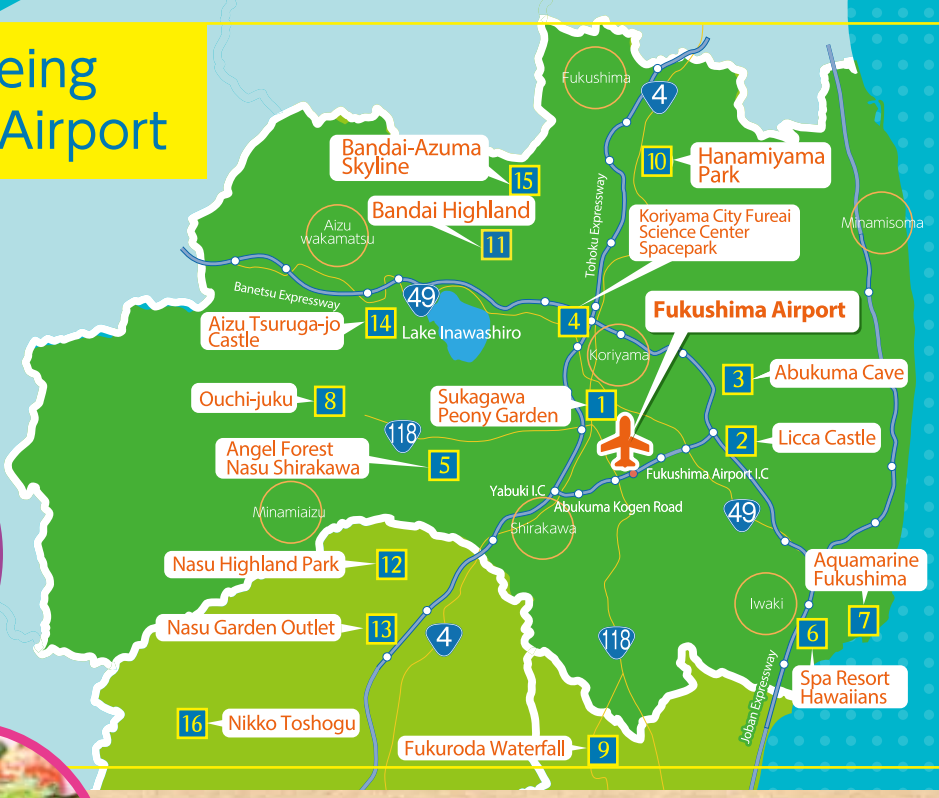 eing
Airport
Fukushima
4
Bandai-Azuma
Skyline
15
10
Hanamiyama
Park
Bandai Highland
11
Koriyama City Fureai
Science Center
Spacepark
Minamisoma
Aizu
wakamatsu
Tohoku Expressway
Banetsu Expressway
49
14
Aizu Tsuruga-jo
Castle
Lake Inawashiro
4
Fukushima Airport
Koriyama
3
Abukuma Cave
Ouchi-juku
8
Sukagawa
Peony Garden
1
118
2
Licca Castle
Angel Forest
Nasu Shirakawa
5
Fukushima Airport I.C
Yabuki I.C
Abukuma Kogen Road
49
Minamiaizu
Shirakawa
Nasu Highland Park
12
Aquamarine
Fukushima
7
Iwaki
Nasu Garden Outlet
13
4
118
6
Spa Resort
Hawaiians
Joban Expressway
16
Nikko Toshogu
Fukuroda Waterfall
9